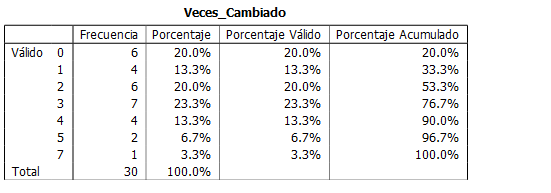 Veces_Cambiado
Frecuencia Porcentaje Porcentaje Válido Porcentaje Acumulado
Válido 0 6 20.0% 20.0% 20.0%
1 4 13.3% 13.3% 33.3%
2 6 20.0% 20.0% 53.3%
3 7 23.3% 23.3% 76.7%
4 4 13.3% 13.3% 90.0%
5 2 6.7% 6.7% 96.7%
7 1 3.3% 3.3% 100.0%
Total 30 100.0%